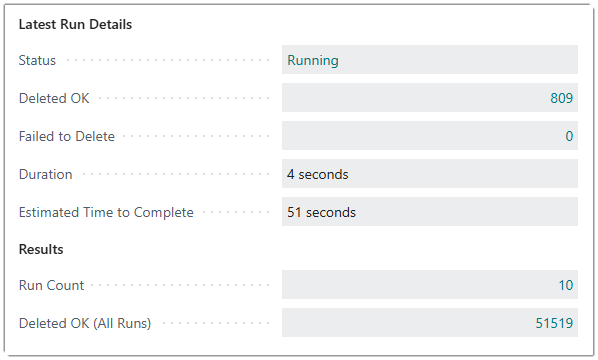 Latest Run Details
Status Running
Deleted OK 809
Failed to Delete 0
Duration 4 seconds
Estimated Time to Complete 51 seconds
Results
Run Count 10
Deleted OK (All Runs) 51519